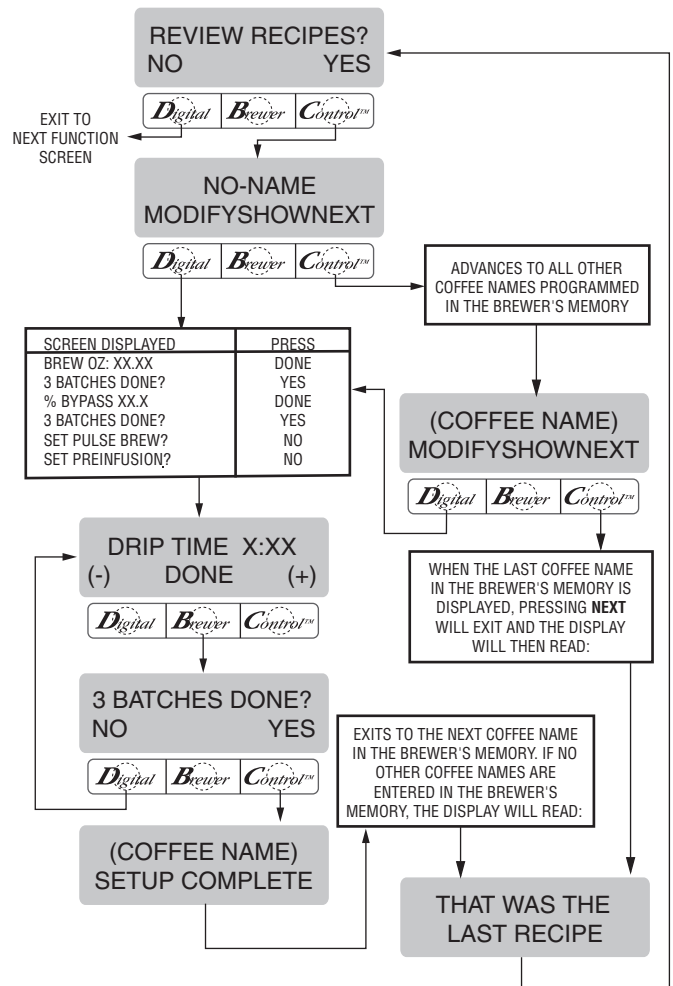 REVIEW RECIPES?
NO YES
Digital Brewer Control™
EXIT TO
NEXT FUNCTION
SCREEN
NO-NAME
MODIFYSHOWNEXT
Digital Brewer Control™
ADVANCES TO ALL OTHER
COFFEE NAMES PROGRAMMED
IN THE BREWER'S MEMORY
SCREEN DISPLAYED PRESS
BREW OZ: XX.XX DONE
3 BATCHES DONE? YES
% BYPASS XX.X DONE
3 BATCHES DONE? YES
SET PULSE BREW? NO
SET PREINFUSION? NO
(COFFEE NAME)
MODIFYSHOWNEXT
Digital Brewer Control™
DRIP TIME X:XX
(-) DONE (+)
Digital Brewer Control™
WHEN THE LAST COFFEE NAME
IN THE BREWER'S MEMORY IS
DISPLAYED, PRESSING NEXT
WILL EXIT AND THE DISPLAY
WILL THEN READ:
3 BATCHES DONE?
NO YES
Digital Brewer Control™
EXITS TO THE NEXT COFFEE NAME
IN THE BREWER'S MEMORY. IF NO
OTHER COFFEE NAMES ARE
ENTERED IN THE BREWER'S
MEMORY, THE DISPLAY WILL READ:
(COFFEE NAME)
SETUP COMPLETE
THAT WAS THE
LAST RECIPE